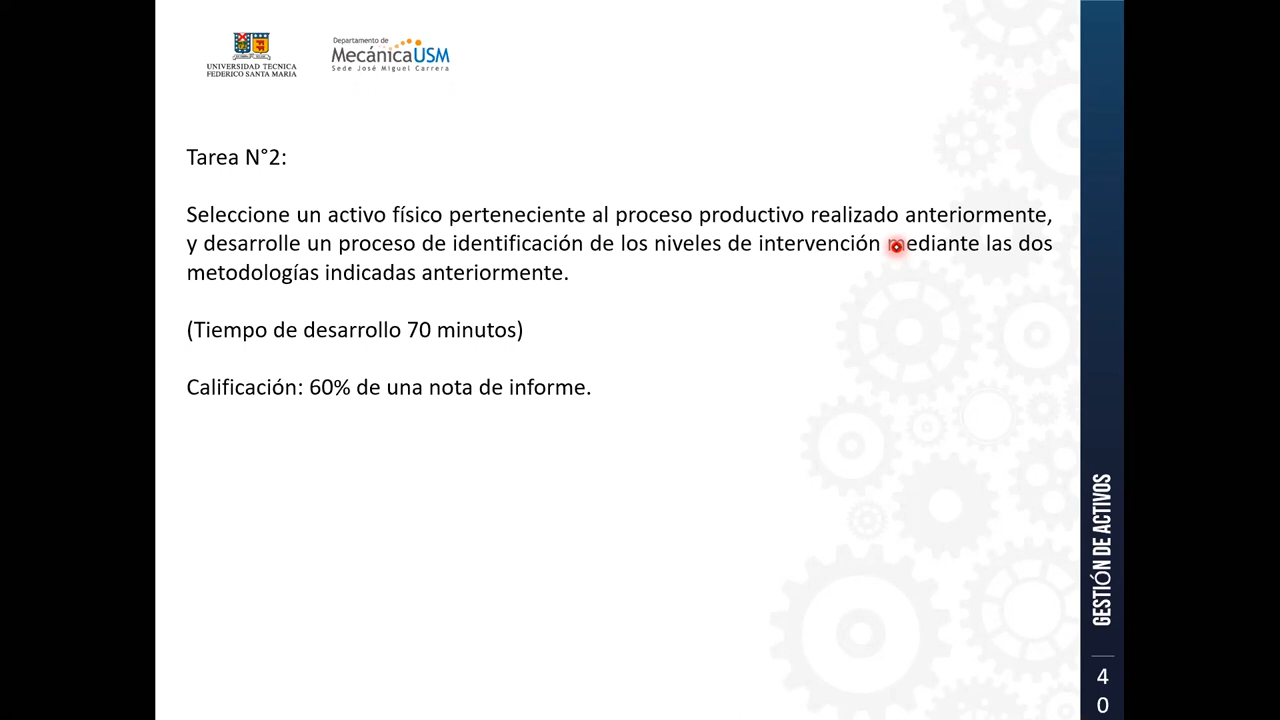 UNIVERSIDAD TECNICA
FEDERICO SANTA MARIA
Departamento de
MecánicaUSM
Sede José Miguel Carrera
Tarea N°2:
Seleccione un activo físico perteneciente al proceso productivo realizado anteriormente,
y desarrolle un proceso de identificación de los niveles de intervención mediante las dos
metodologías indicadas anteriormente.
(Tiempo de desarrollo 70 minutos)
Calificación: 60% de una nota de informe.
GESTIÓN DE ACTIVOS
4
0